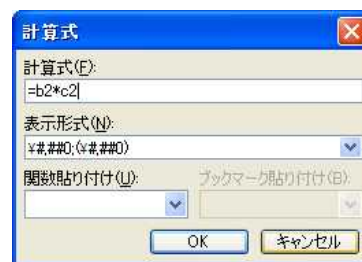 計算式
計算式(F):
=b2*c2
表示形式(N):
¥#,##0;(¥#,##0)
関数貼り付け(U): ブックマーク貼り付け(B):
OK キャンセル